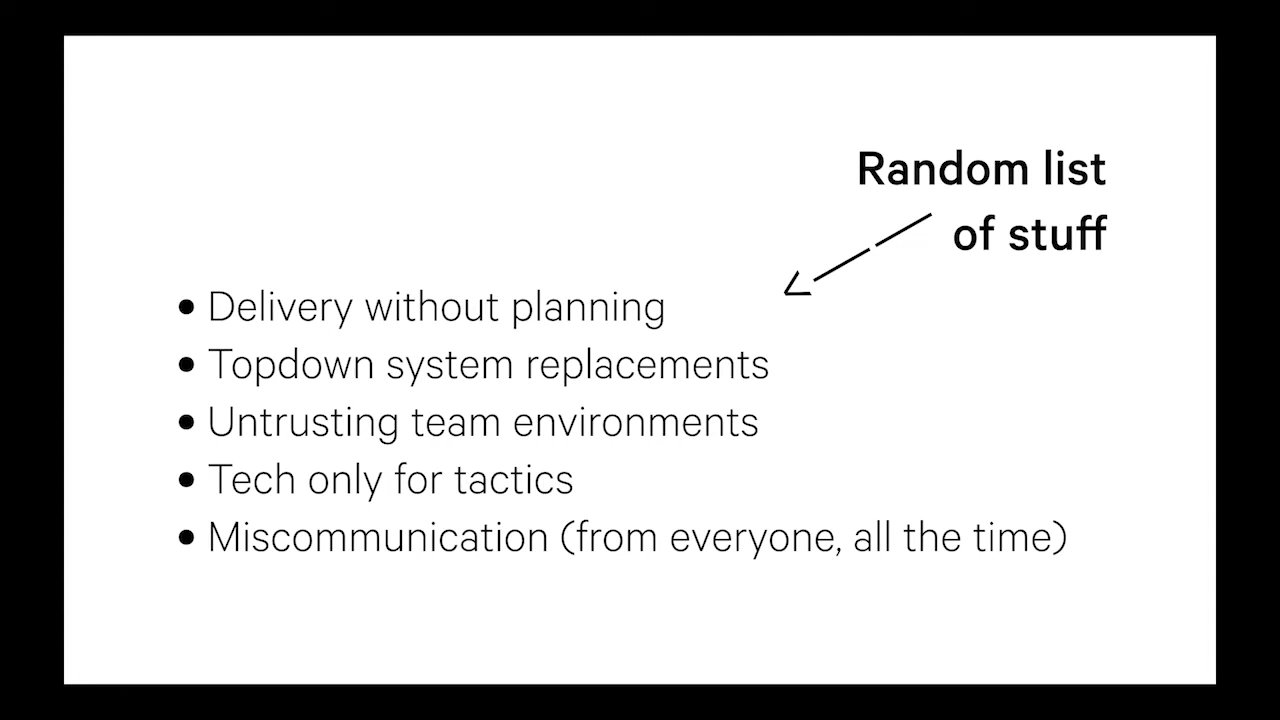 Random list
of stuff
• Delivery without planning
• Topdown system replacements
• Untrusting team environments
• Tech only for tactics
• Miscommunication (from everyone, all the time)